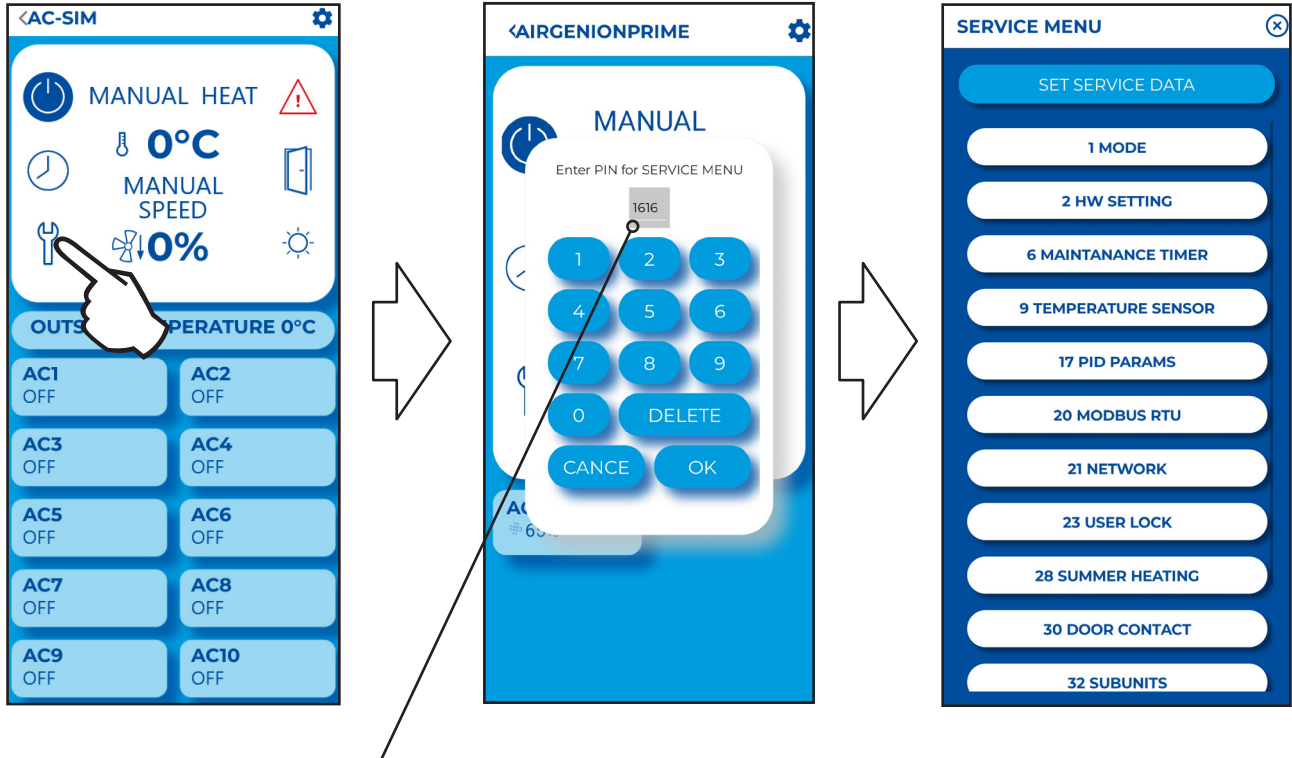 <AC-SIM
MANUAL HEAT
0°C
MANUAL
SPEED
0%
OUTS PERATURE 0°C
AC1
OFF
AC2
OFF
AC3
OFF
AC4
OFF
AC5
OFF
AC6
OFF
AC7
OFF
AC8
OFF
AC9
OFF
AC10
OFF
<AIRGENIONPRIME
MANUAL
Enter PIN for SERVICE MENU
1616
1 2 3
4 5 6
7 8 9
0 DELETE
CANCE OK
SERVICE MENU
SET SERVICE DATA
1 MODE
2 HW SETTING
6 MAINTANANCE TIMER
9 TEMPERATURE SENSOR
17 PID PARAMS
20 MODBUS RTU
21 NETWORK
23 USER LOCK
28 SUMMER HEATING
30 DOOR CONTACT
32 SUBUNITS